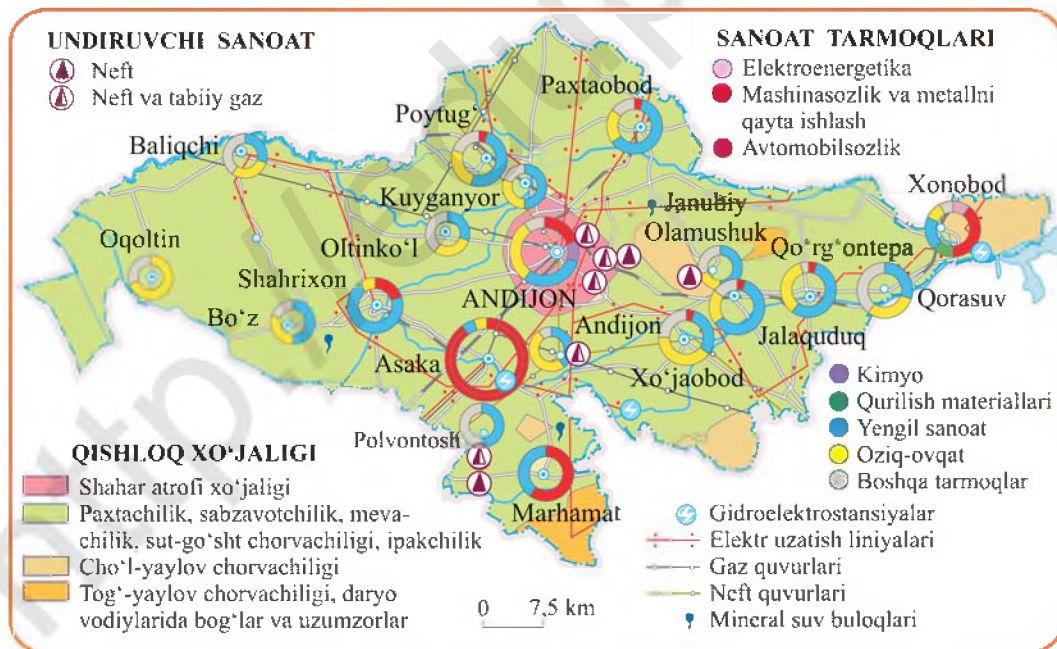 UNDIRUVCHI SANOAT
Neft
Neft va tabiiy gaz
SANOAT TARMOQLARI
Elektroenergetika
Mashinasozlik va metallni
qayta ishlash
Avtomobilsozlik
Paxtaobod
Poytug‘
Baliqchi
Kuyganyor
Xonobod
Janubiy
Olamushuk
Oqoltin
Oltinko‘l
Qo‘rg‘ontepa
Shahrixon
ANDIJON
Qorasuv
Bo‘z
Andijon
Jalaquduq
Asaka
Xo‘jaobod
Polvontosh
Marhamat
Kimyo
Qurilish materiallari
Yengil sanoat
Oziq-ovqat
Boshqa tarmoqlar
QISHLOQ XO‘JALIGI
Shahar atrofi xo‘jaligi
Paxtachilik, sabzavotchilik, meva-
chilik, sut-go‘sht chorvachiligi, ipakchilik
Cho‘l-yaylov chorvachiligi
Tog‘-yaylov chorvachiligi, daryo
vodiylarida bog‘lar va uzumzorlar
0 7,5 km
Gidroelektrostansiyalar
Elektr uzatish liniyalari
Gaz quvurlari
Neft quvurlari
Mineral suv buloqlari